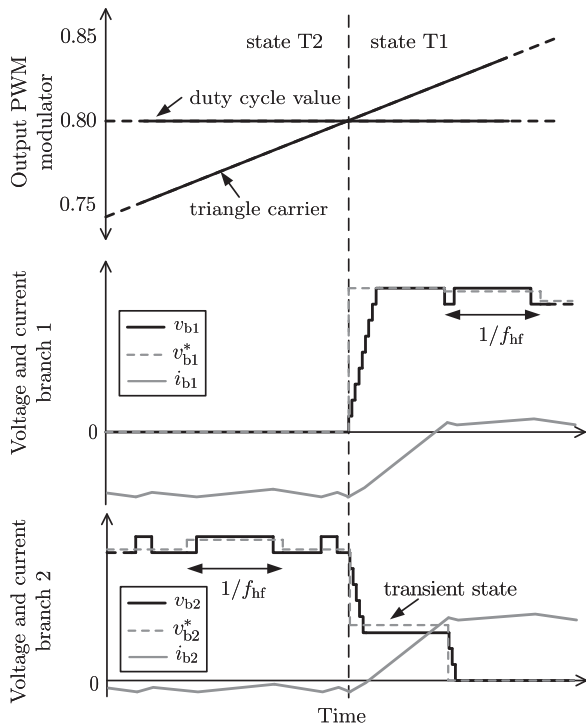 0.85
state T2
state T1
Output PWM
modulator
duty cycle value
0.80
0.75
triangle carrier
Voltage and current
branch 1
v_b1
v*_b1
i_b1
1/f_hf
0
Voltage and current
branch 2
1/f_hf
transient state
v_b2
v*_b2
i_b2
0
Time